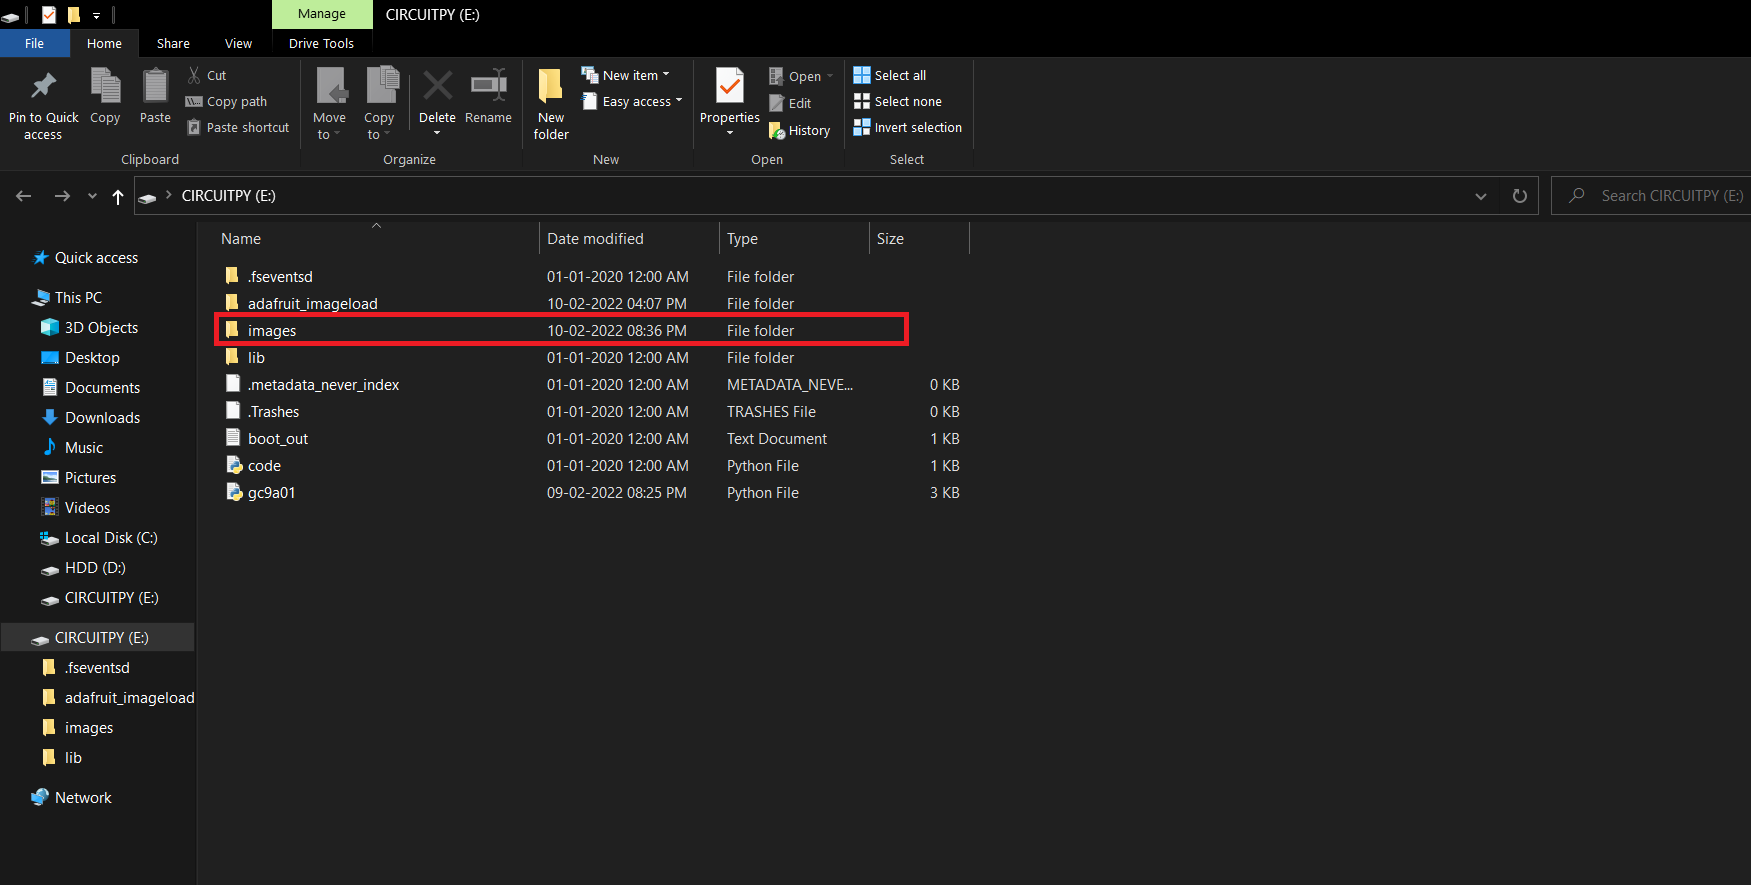 Manage
CIRCUITPY (E:)
File
Home
Share
View
Drive Tools
Pin to Quick access
Copy
Paste
Cut
Copy path
Paste shortcut
Clipboard
Move to
Copy to
Delete
Rename
Organize
New folder
New item
Easy access
New
Properties
Open
Edit
History
Open
Select all
Select none
Invert selection
Select
CIRCUITPY (E:)
Search CIRCUITPY (E:)
Quick access
This PC
3D Objects
Desktop
Documents
Downloads
Music
Pictures
Videos
Local Disk (C:)
HDD (D:)
CIRCUITPY (E:)
CIRCUITPY (E:)
.fseventsd
adafruit_imageload
images
lib
Network
Name Date modified Type Size
.fseventsd 01-01-2020 12:00 AM File folder
adafruit_imageload 10-02-2022 04:07 PM File folder
images 10-02-2022 08:36 PM File folder
lib 01-01-2020 12:00 AM File folder
.metadata_never_index 01-01-2020 12:00 AM METADATA_NEVE... 0 KB
.Trashes 01-01-2020 12:00 AM TRASHES File 0 KB
boot_out 01-01-2020 12:00 AM Text Document 1 KB
code 01-01-2020 12:00 AM Python File 1 KB
gc9a01 09-02-2022 08:25 PM Python File 3 KB